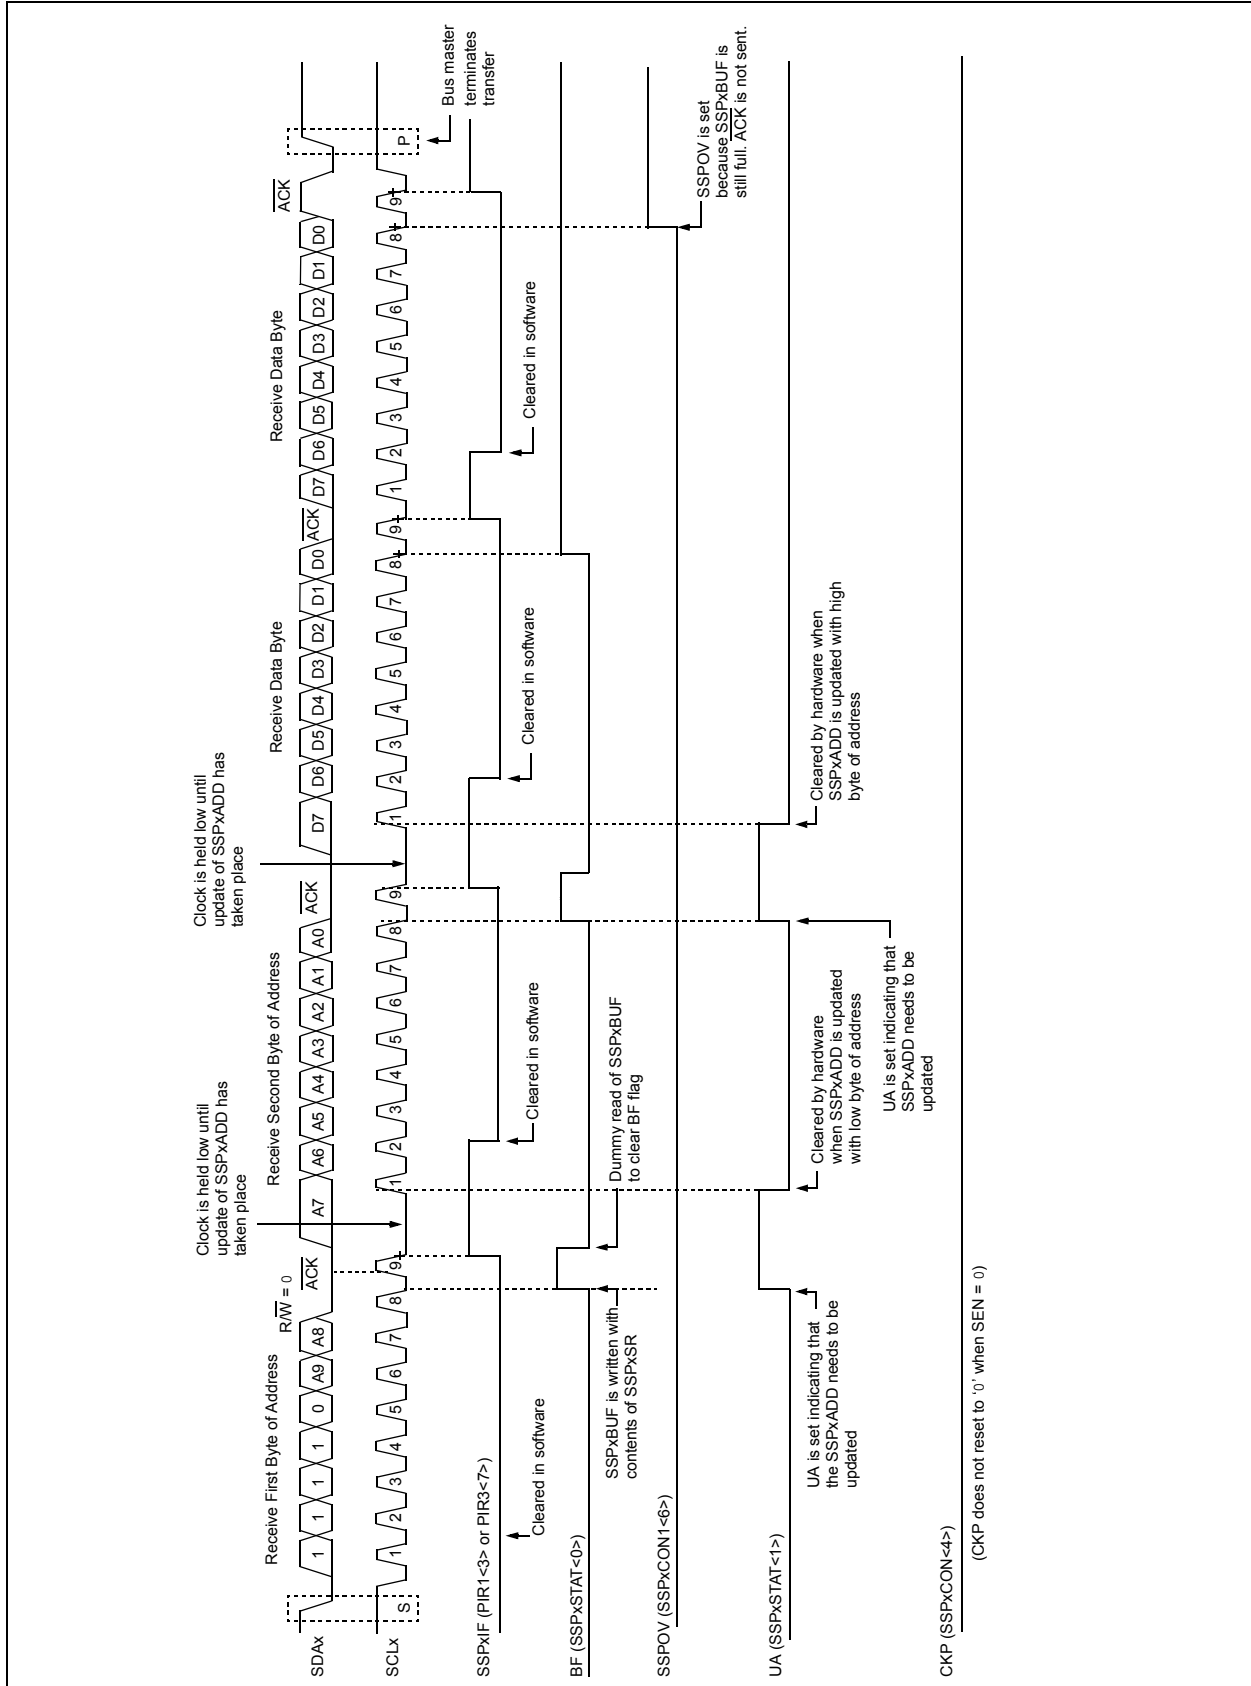 Clock is held low until
update of SSPxADD has
taken place
Clock is held low until
update of SSPxADD has
taken place
Receive First Byte of Address
R/W = 0
ACK
Receive Second Byte of Address
ACK
Receive Data Byte
ACK
Receive Data Byte
ACK
SDAx
1 1 1 1 0 A9 A8 A7 A6 A5 A4 A3 A2 A1 A0 D7 D6 D5 D4 D3 D2 D1 D0 D7 D6 D5 D4 D3 D2 D1 D0
SCLx
S 1 2 3 4 5 6 7 8 9 1 2 3 4 5 6 7 8 9 1 2 3 4 5 6 7 8 9 1 2 3 4 5 6 7 8 9 P
Bus master
terminates
transfer
SSPxIF (PIR1<3> or PIR3<7>)
Cleared in software
Cleared in software
Cleared in software
Cleared in software
BF (SSPxSTAT<0>)
SSPxBUF is written with
contents of SSPxSR
Dummy read of SSPxBUF
to clear BF flag
SSPOV (SSPxCON1<6>)
SSPOV is set
because SSPxBUF is
still full. ACK is not sent.
UA (SSPxSTAT<1>)
UA is set indicating that
the SSPxADD needs to be
updated
Cleared by hardware
when SSPxADD is updated
with low byte of address
UA is set indicating that
SSPxADD needs to be
updated
Cleared by hardware when
SSPxADD is updated with high
byte of address
CKP (SSPxCON<4>)
(CKP does not reset to ‘0’ when SEN = 0)